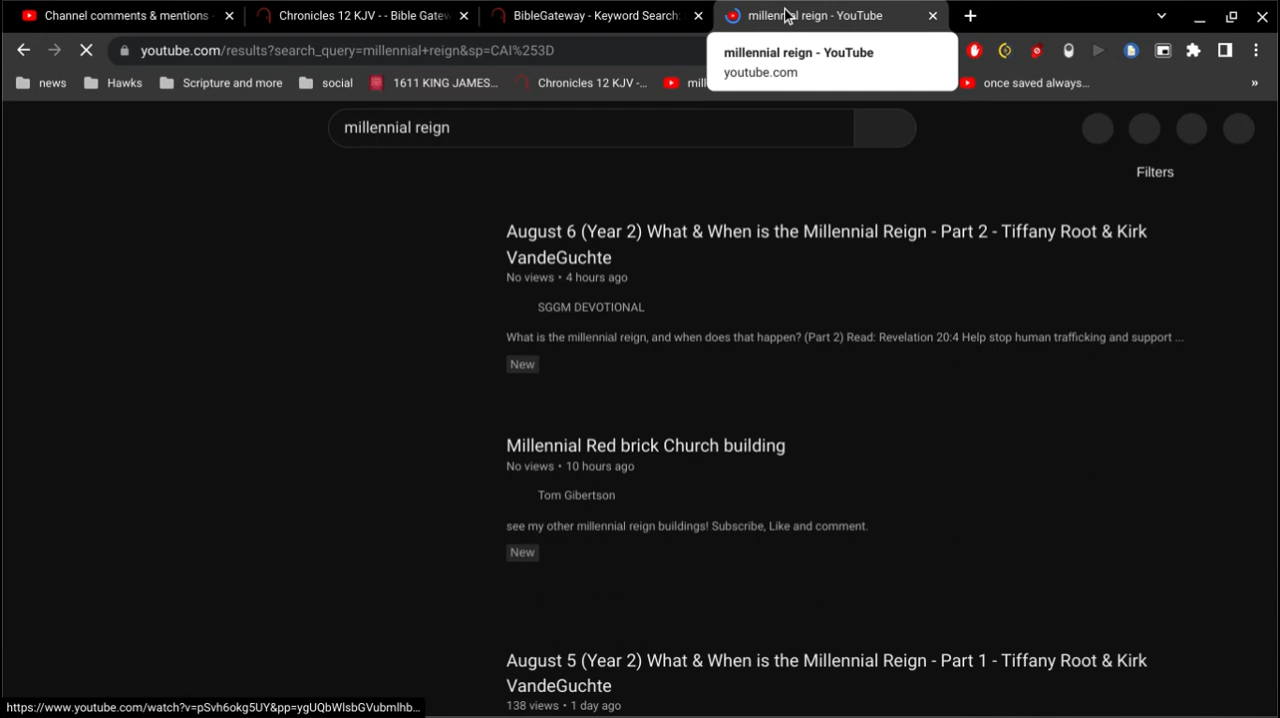 Channel comments & mentions -
Chronicles 12 KJV - - Bible Gatew
BibleGateway - Keyword Search:
millennial reign - YouTube
youtube.com/results?search_query=millennial+reign&sp=CAI%253D
millennial reign - YouTube
youtube.com
news
Hawks
Scripture and more
social
1611 KING JAMES...
Chronicles 12 KJV -...
mill
once saved always...
»
millennial reign
Filters
August 6 (Year 2) What & When is the Millennial Reign - Part 2 - Tiffany Root & Kirk
VandeGuchte
No views • 4 hours ago
SGGM DEVOTIONAL
What is the millennial reign, and when does that happen? (Part 2) Read: Revelation 20:4 Help stop human trafficking and support ...
New
Millennial Red brick Church building
No views • 10 hours ago
Tom Gibertson
see my other millennial reign buildings! Subscribe, Like and comment.
New
August 5 (Year 2) What & When is the Millennial Reign - Part 1 - Tiffany Root & Kirk
VandeGuchte
138 views • 1 day ago
https://www.youtube.com/watch?v=pSvh6okg5UY&pp=ygUQbWlsbGVubmlhb...